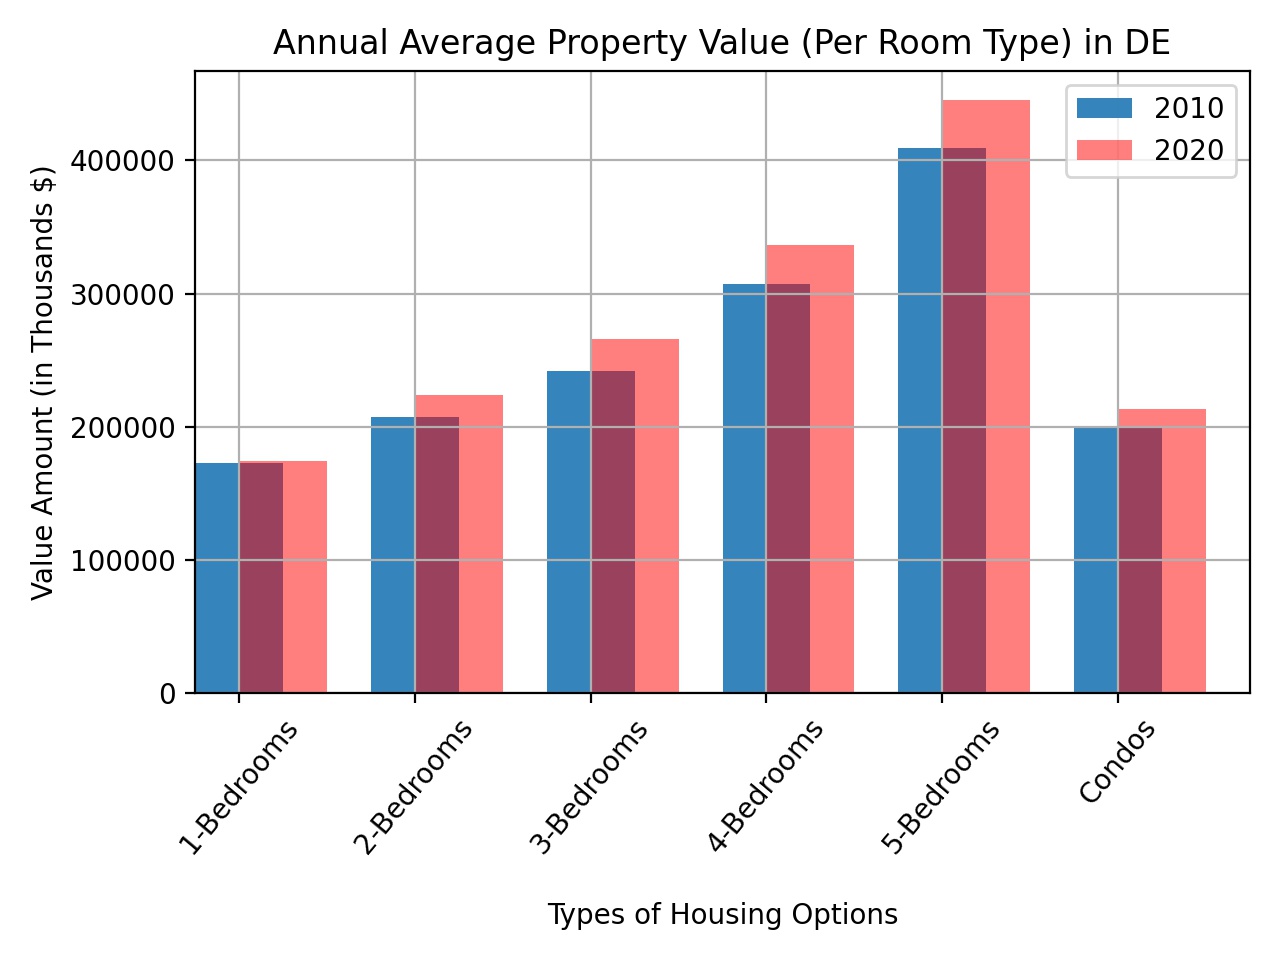 Annual Average Property Value (Per Room Type) in DE
2010
2020
Value Amount (in Thousands $)
400000
300000
200000
100000
0
1-Bedrooms
2-Bedrooms
3-Bedrooms
4-Bedrooms
5-Bedrooms
Condos
Types of Housing Options